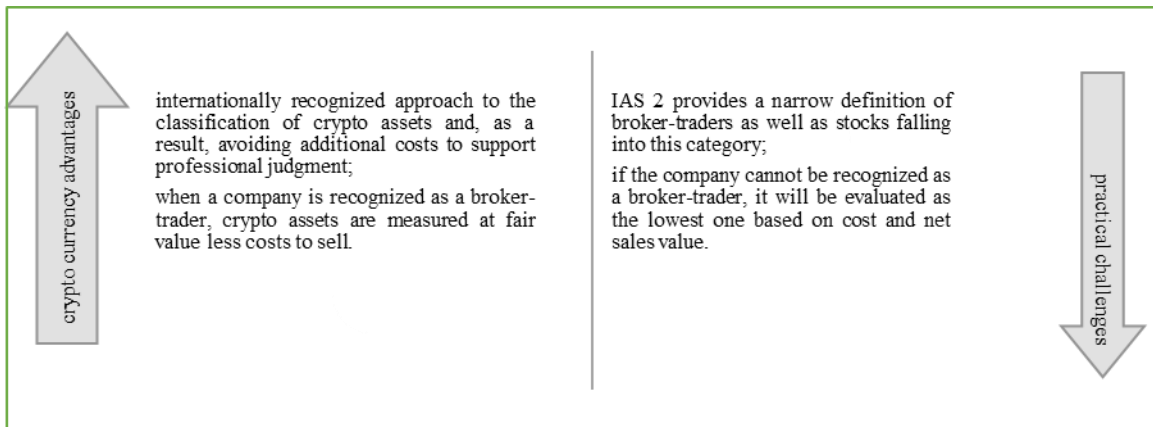 crypto currency advantages
internationally recognized approach to the
classification of crypto assets and, as a
result, avoiding additional costs to support
professional judgment;
when a company is recognized as a broker-
trader, crypto assets are measured at fair
value less costs to sell.
IAS 2 provides a narrow definition of
broker-traders as well as stocks falling
into this category;
if the company cannot be recognized as
a broker-trader, it will be evaluated as
the lowest one based on cost and net
sales value.
practical challenges